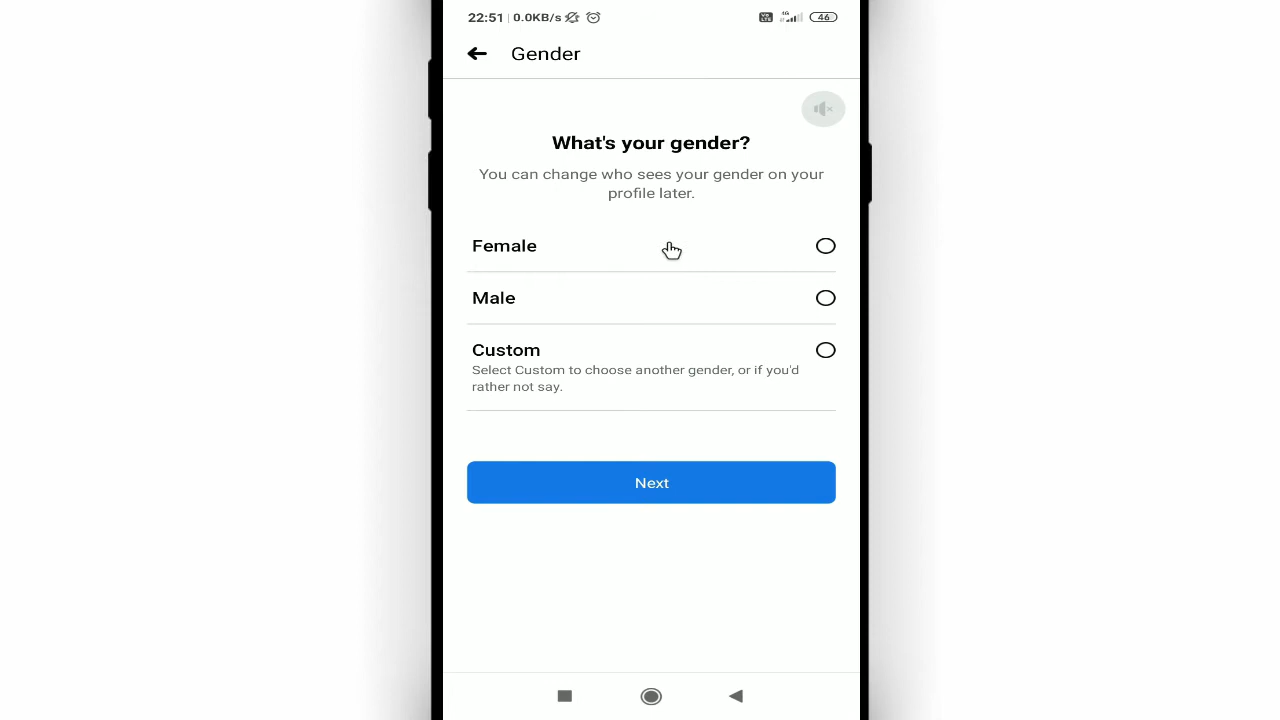 22:51 0.0KB/s 46
Gender
What's your gender?
You can change who sees your gender on your
profile later.
Female
Male
Custom
Select Custom to choose another gender, or if you'd
rather not say.
Next